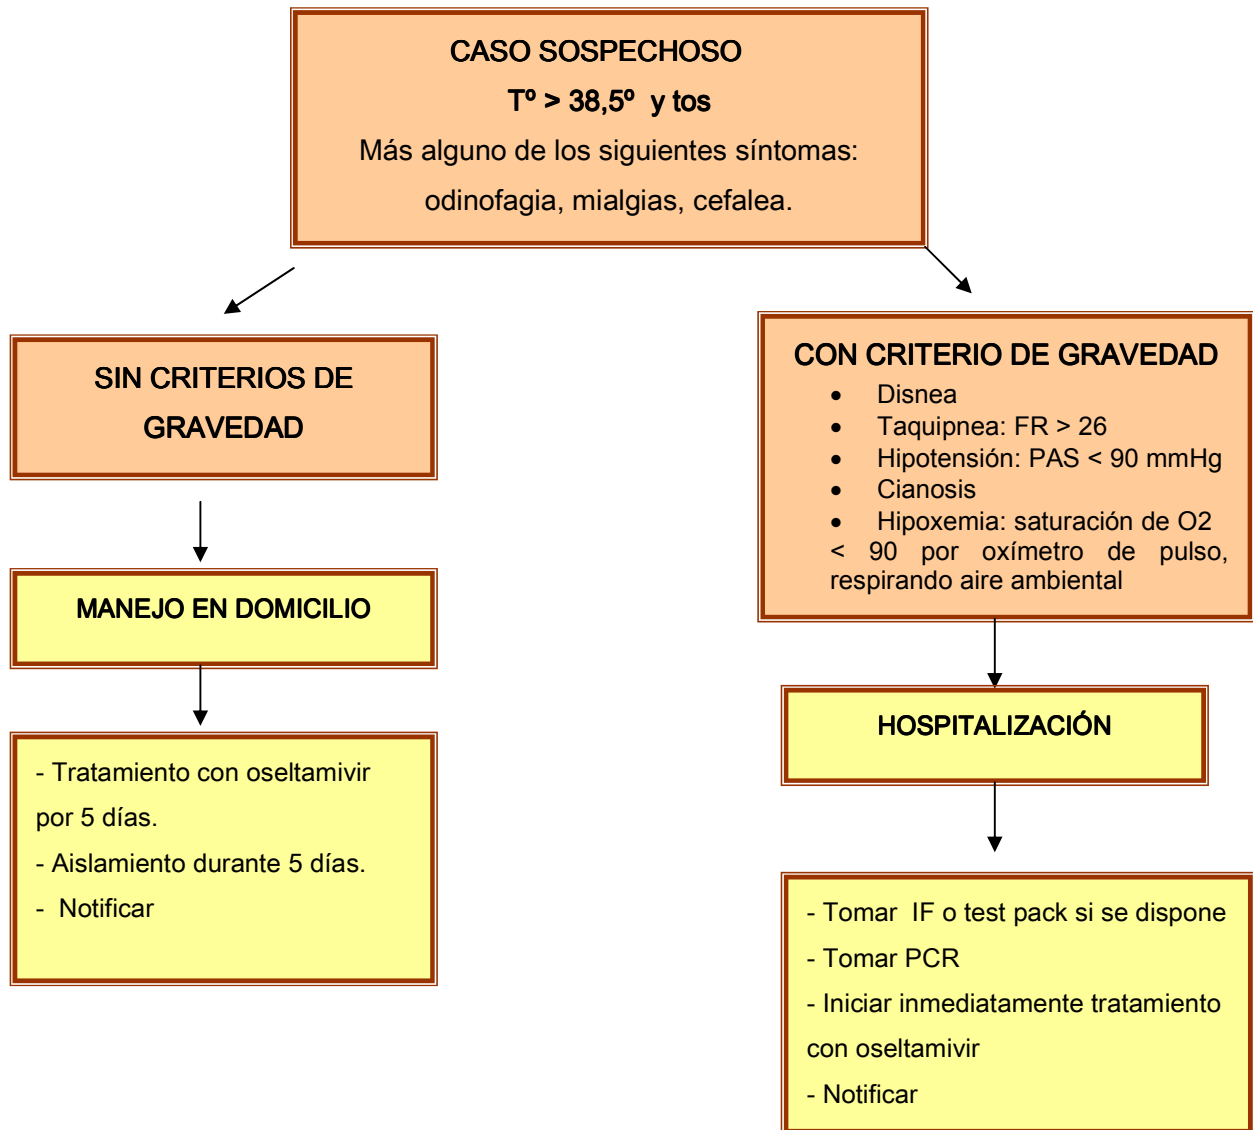 CASO SOSPECHOSO
Tº > 38,5º y tos
Más alguno de los siguientes síntomas:
odinofagia, mialgias, cefalea.
SIN CRITERIOS DE
GRAVEDAD
MANEJO EN DOMICILIO
- Tratamiento con oseltamivir
por 5 días.
- Aislamiento durante 5 días.
- Notificar
CON CRITERIO DE GRAVEDAD
• Disnea
• Taquipnea: FR > 26
• Hipotensión: PAS < 90 mmHg
• Cianosis
• Hipoxemia: saturación de O2
< 90 por oxímetro de pulso,
respirando aire ambiental
HOSPITALIZACIÓN
- Tomar IF o test pack si se dispone
- Tomar PCR
- Iniciar inmediatamente tratamiento
con oseltamivir
- Notificar